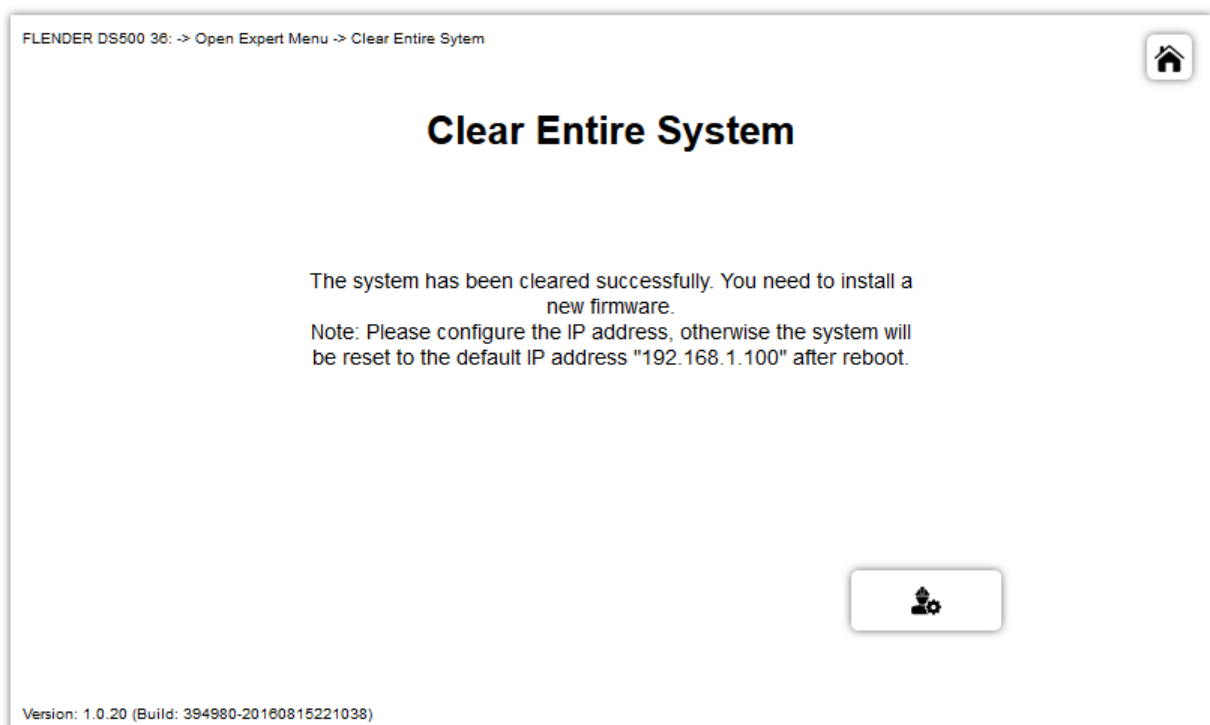 FLENDER DS500 36: -> Open Expert Menu -> Clear Entire Sytem
Clear Entire System
The system has been cleared successfully. You need to install a
new firmware.
Note: Please configure the IP address, otherwise the system will
be reset to the default IP address "192.168.1.100" after reboot.
Version: 1.0.20 (Build: 394980-20160815221038)